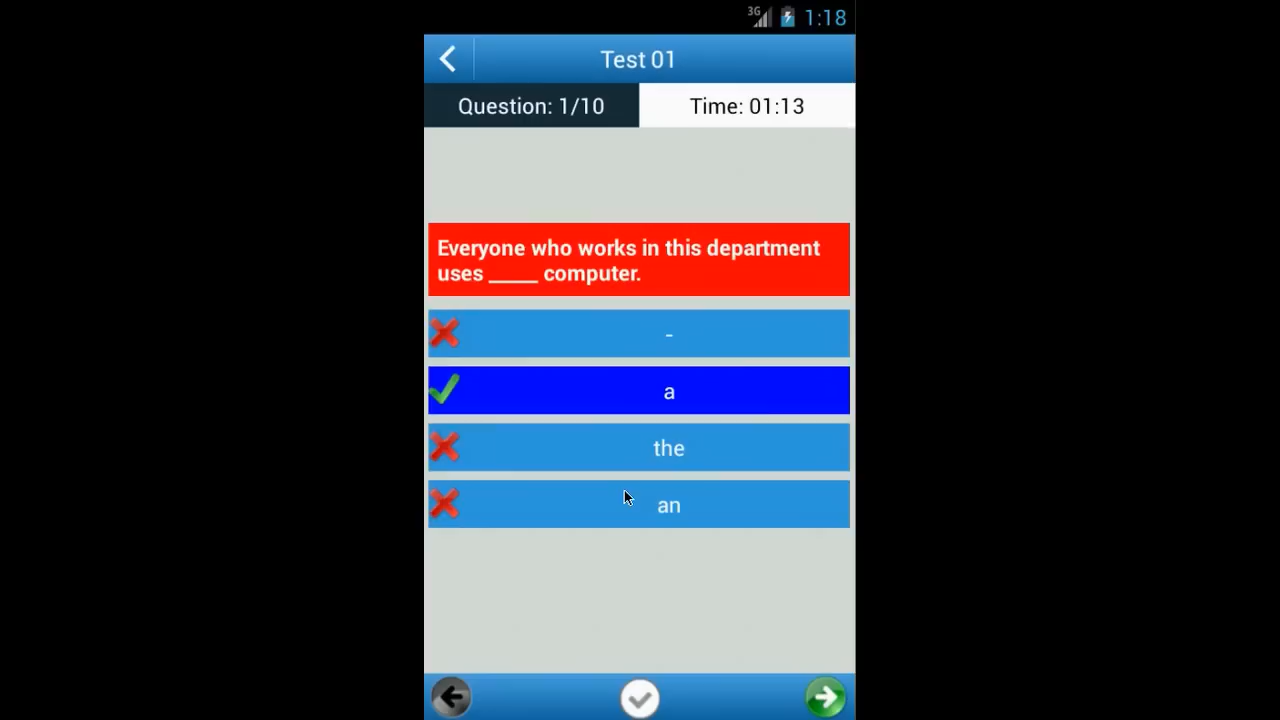 3G 1:18
Test 01
Question: 1/10 Time: 01:13
Everyone who works in this department
uses _____ computer.
-
a
the
an